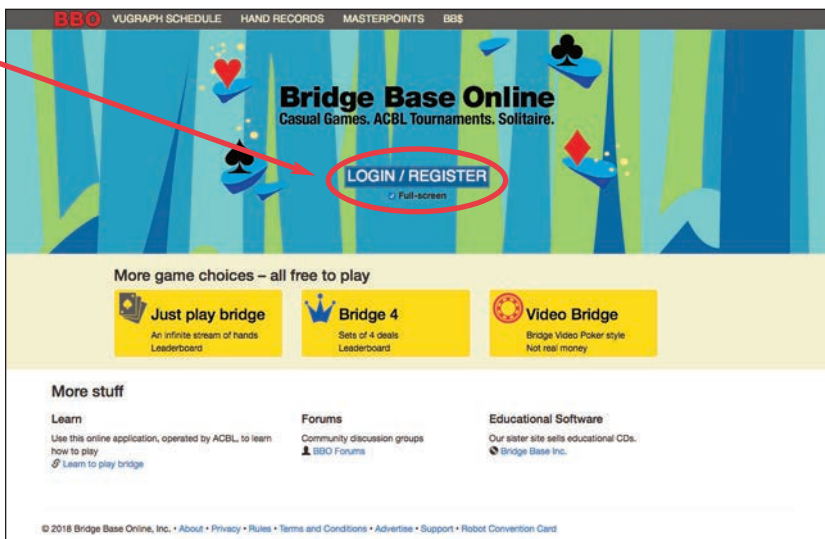 BBO VUGRAPH SCHEDULE HAND RECORDS MASTERPOINTS BB$
Bridge Base Online
Casual Games. ACBL Tournaments. Solitaire.
LOGIN / REGISTER
Full-screen
More game choices – all free to play
Just play bridge
An infinite stream of hands
Leaderboard
Bridge 4
Sets of 4 deals
Leaderboard
Video Bridge
Bridge Video Poker style
Not real money
More stuff
Learn
Use this online application, operated by ACBL, to learn
how to play
Learn to play bridge
Forums
Community discussion groups
BBO Forums
Educational Software
Our sister site sells educational CDs.
Bridge Base Inc.
© 2018 Bridge Base Online, Inc. • About • Privacy • Rules • Terms and Conditions • Advertise • Support • Robot Convention Card